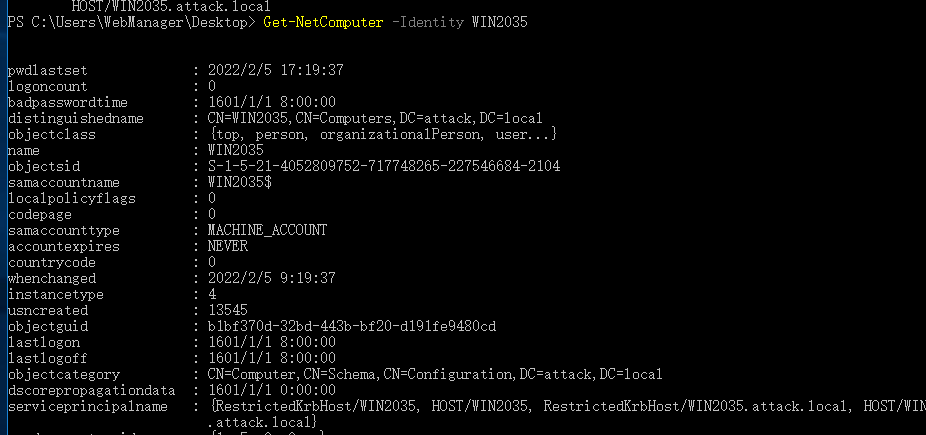 HOST/WIN2035.attack.local
PS C:\Users\WebManager\Desktop> Get-NetComputer -Identity WIN2035
pwdlastset : 2022/2/5 17:19:37
logoncount : 0
badpasswordtime : 1601/1/1 8:00:00
distinguishedname : CN=WIN2035,CN=Computers,DC=attack,DC=local
objectclass : {top, person, organizationalPerson, user...}
name : WIN2035
objectsid : S-1-5-21-4052809752-717748265-227546684-2104
samaccountname : WIN2035$
localpolicyflags : 0
codepage : 0
samaccounttype : MACHINE_ACCOUNT
accountexpires : NEVER
countrycode : 0
whenchanged : 2022/2/5 9:19:37
instancetype : 4
usncreated : 13545
objectguid : b1bf370d-32bd-443b-bf20-d191fe9480cd
lastlogon : 1601/1/1 8:00:00
lastlogoff : 1601/1/1 8:00:00
objectcategory : CN=Computer,CN=Schema,CN=Configuration,DC=attack,DC=local
dscorepropagationdata : 1601/1/1 0:00:00
serviceprincipalname : {RestrictedKrbHost/WIN2035, HOST/WIN2035, RestrictedKrbHost/WIN2035.attack.local, HOST/WIN
.attack.local}